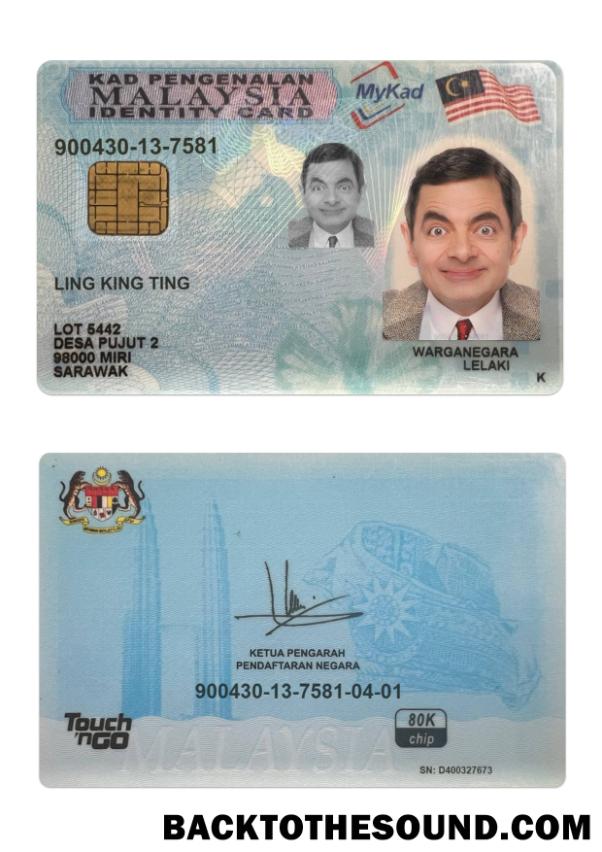 KAD PENGENALAN
MALAYSIA
IDENTITY CARD
MyKad
900430-13-7581
LING KING TING
LOT 5442
DESA PUJUT 2
98000 MIRI
SARAWAK
WARGANEGARA
LELAKI
K
KETUA PENGARAH
PENDAFTARAN NEGARA
900430-13-7581-04-01
Touch
'nGO
80K
chip
MALAYSIA
SN: D400327673
BACKTOTHESOUND.COM